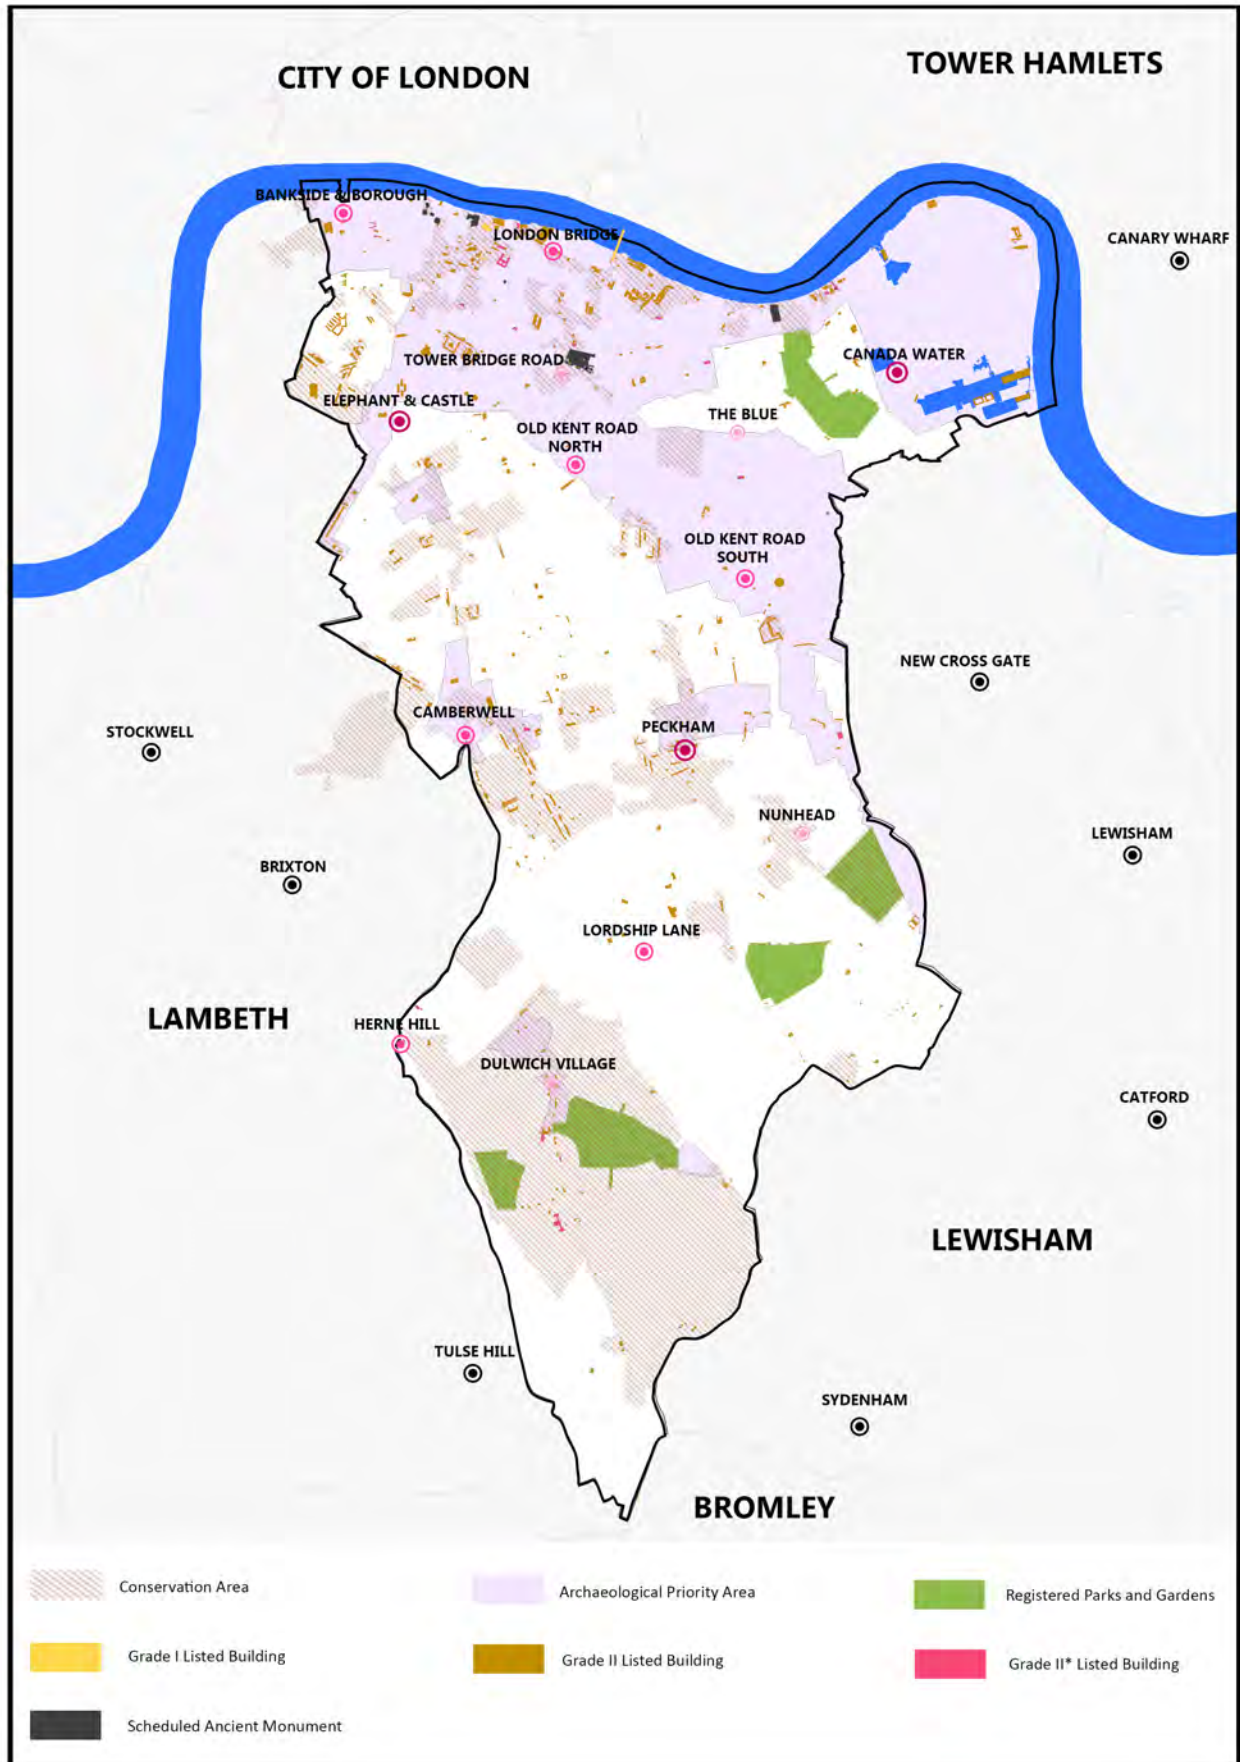 CITY OF LONDON
TOWER HAMLETS
BANKSIDE & BOROUGH
LONDON BRIDGE
CANARY WHARF
TOWER BRIDGE ROAD
CANADA WATER
ELEPHANT & CASTLE
THE BLUE
OLD KENT ROAD
NORTH
OLD KENT ROAD
SOUTH
NEW CROSS GATE
CAMBERWELL
PECKHAM
STOCKWELL
NUNHEAD
LEWISHAM
BRIXTON
LORDSHIP LANE
LAMBETH
HERNE HILL
DULWICH VILLAGE
CATFORD
LEWISHAM
TULSE HILL
SYDENHAM
BROMLEY
Conservation Area
Archaeological Priority Area
Registered Parks and Gardens
Grade I Listed Building
Grade II Listed Building
Grade II* Listed Building
Scheduled Ancient Monument